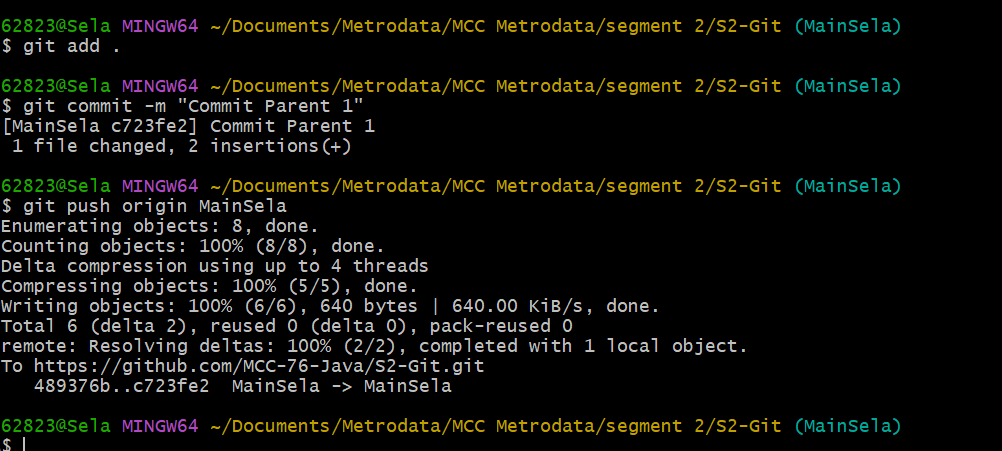 62823@Sela MINGW64 ~/Documents/Metrodata/MCC Metrodata/segment 2/S2-Git (MainSela)
$ git add .
62823@Sela MINGW64 ~/Documents/Metrodata/MCC Metrodata/segment 2/S2-Git (MainSela)
$ git commit -m "Commit Parent 1"
[MainSela c723fe2] Commit Parent 1
 1 file changed, 2 insertions(+)
62823@Sela MINGW64 ~/Documents/Metrodata/MCC Metrodata/segment 2/S2-Git (MainSela)
$ git push origin MainSela
Enumerating objects: 8, done.
Counting objects: 100% (8/8), done.
Delta compression using up to 4 threads
Compressing objects: 100% (5/5), done.
Writing objects: 100% (6/6), 640 bytes | 640.00 KiB/s, done.
Total 6 (delta 2), reused 0 (delta 0), pack-reused 0
remote: Resolving deltas: 100% (2/2), completed with 1 local object.
To https://github.com/MCC-76-Java/S2-Git.git
   489376b..c723fe2  MainSela -> MainSela
62823@Sela MINGW64 ~/Documents/Metrodata/MCC Metrodata/segment 2/S2-Git (MainSela)
$